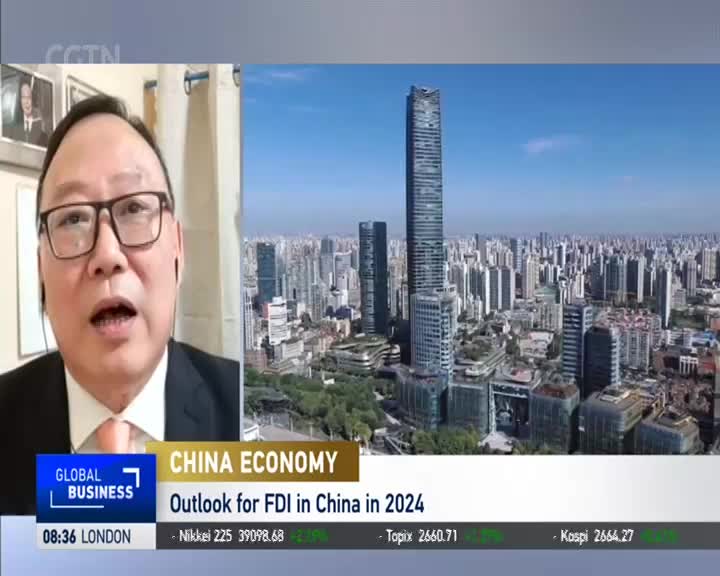 CGTN
CHINA ECONOMY
GLOBAL
BUSINESS
Outlook for FDI in China in 2024
08:36 LONDON
- Nikkei 225 39098.68 - Topix 2660.71 - Kospi 2664.27